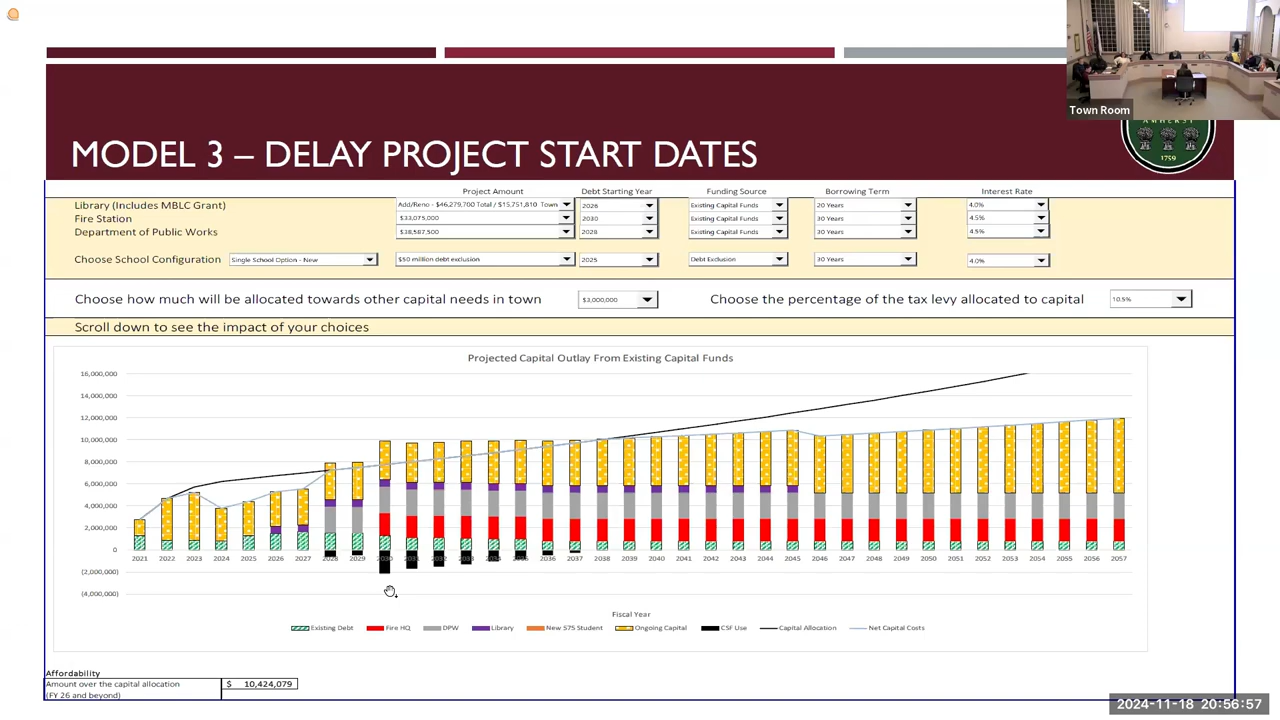 Town Room
AMHERST
1759
MODEL 3 – DELAY PROJECT START DATES
Project Amount Debt Starting Year Funding Source Borrowing Term Interest Rate
Library (Includes MBLC Grant) Add/Reno - $46,279,700 Total / $15,751,810 Town 2026 Existing Capital Funds 20 Years 4.0%
Fire Station $33,075,000 2030 Existing Capital Funds 30 Years 4.5%
Department of Public Works $38,587,500 2028 Existing Capital Funds 30 Years 4.5%
Choose School Configuration Single School Option - New $50 million debt exclusion 2025 Debt Exclusion 30 Years 4.0%
Choose how much will be allocated towards other capital needs in town $3,000,000 Choose the percentage of the tax levy allocated to capital 10.5%
Scroll down to see the impact of your choices
Projected Capital Outlay From Existing Capital Funds
16,000,000
14,000,000
12,000,000
10,000,000
8,000,000
6,000,000
4,000,000
2,000,000
0
2021 2022 2023 2024 2025 2026 2027 2028 2029 2030 2031 2032 2033 2034 2035 2036 2037 2038 2039 2040 2041 2042 2043 2044 2045 2046 2047 2048 2049 2050 2051 2052 2053 2054 2055 2056 2057
(2,000,000)
(4,000,000)
Fiscal Year
Existing Debt Fire HQ DPW Library New 575 Student Ongoing Capital CSF Use Capital Allocation Net Capital Costs
Affordability
Amount over the capital allocation $ 10,424,079
(FY 26 and beyond)
2024-11-18 20:56:57